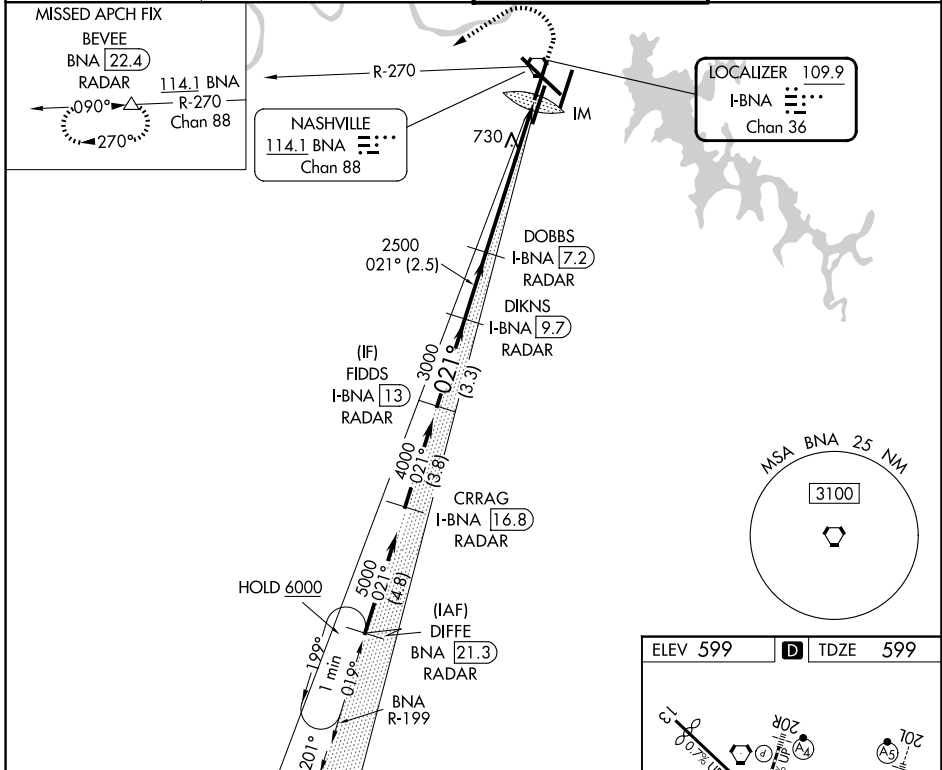 MISSED APCH FIX
BEVEE
BNA 22.4
RADAR
114.1 BNA
R-270
Chan 88
090°
270°
R-270
NASHVILLE
114.1 BNA
Chan 88
LOCALIZER 109.9
I-BNA
Chan 36
IM
730
DOBBS
I-BNA 7.2
RADAR
2500
021° (2.5)
DIKNS
I-BNA 9.7
RADAR
(IF)
FIDDS
I-BNA 13
RADAR
3000
021°
(3.3)
4000
021°
(3.8)
CRRAG
I-BNA 16.8
RADAR
MSA BNA 25 NM
3100
HOLD 6000
5000
021°
(4.8)
(IAF)
DIFFE
BNA 21.3
RADAR
199°
1 min
019°
BNA
R-199
201°
ELEV 599
D
TDZE 599
13
0.7%
P
20R
UP
A4
20L
A5